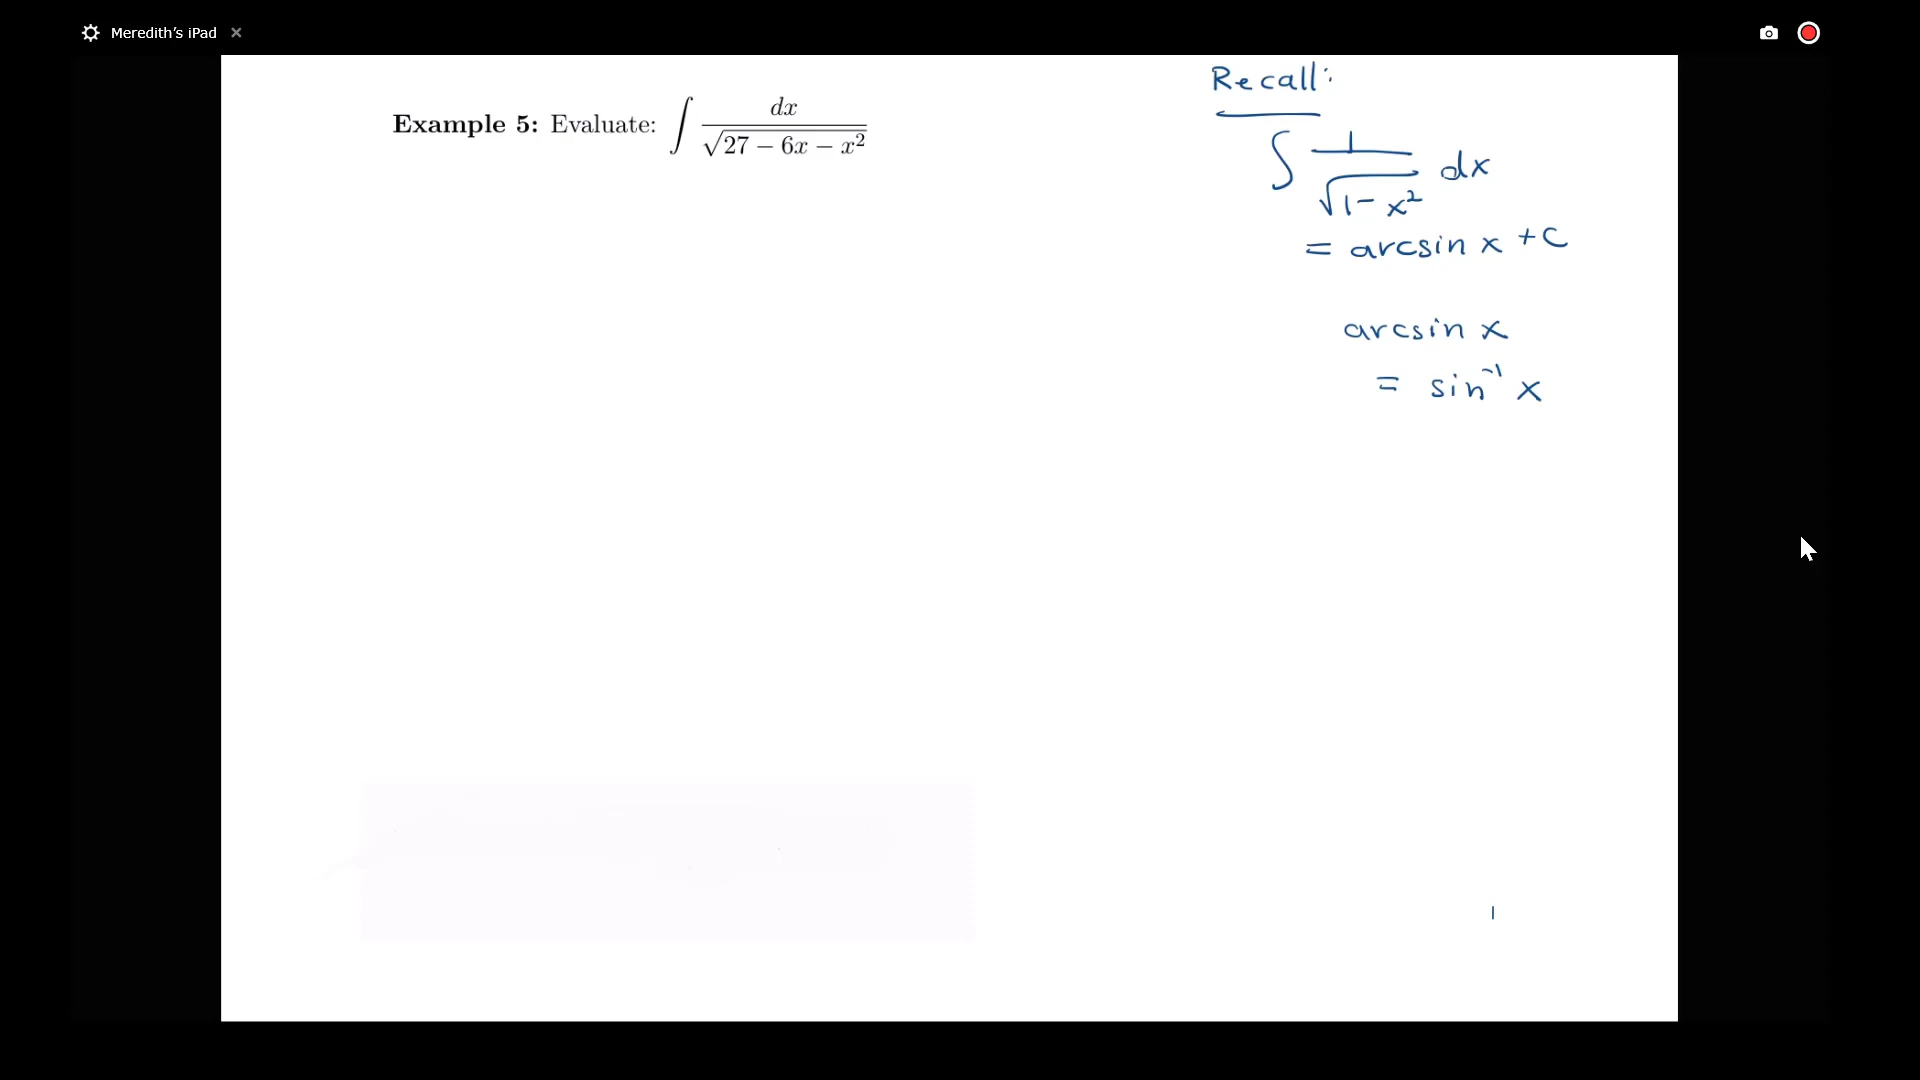 Meredith's iPad ×
Example 5: Evaluate: ∫ dx / √(27 − 6x − x²)
Recall:
∫ 1 / √(1 − x²) dx
= arcsin x + C
arcsin x
= sin⁻¹ x